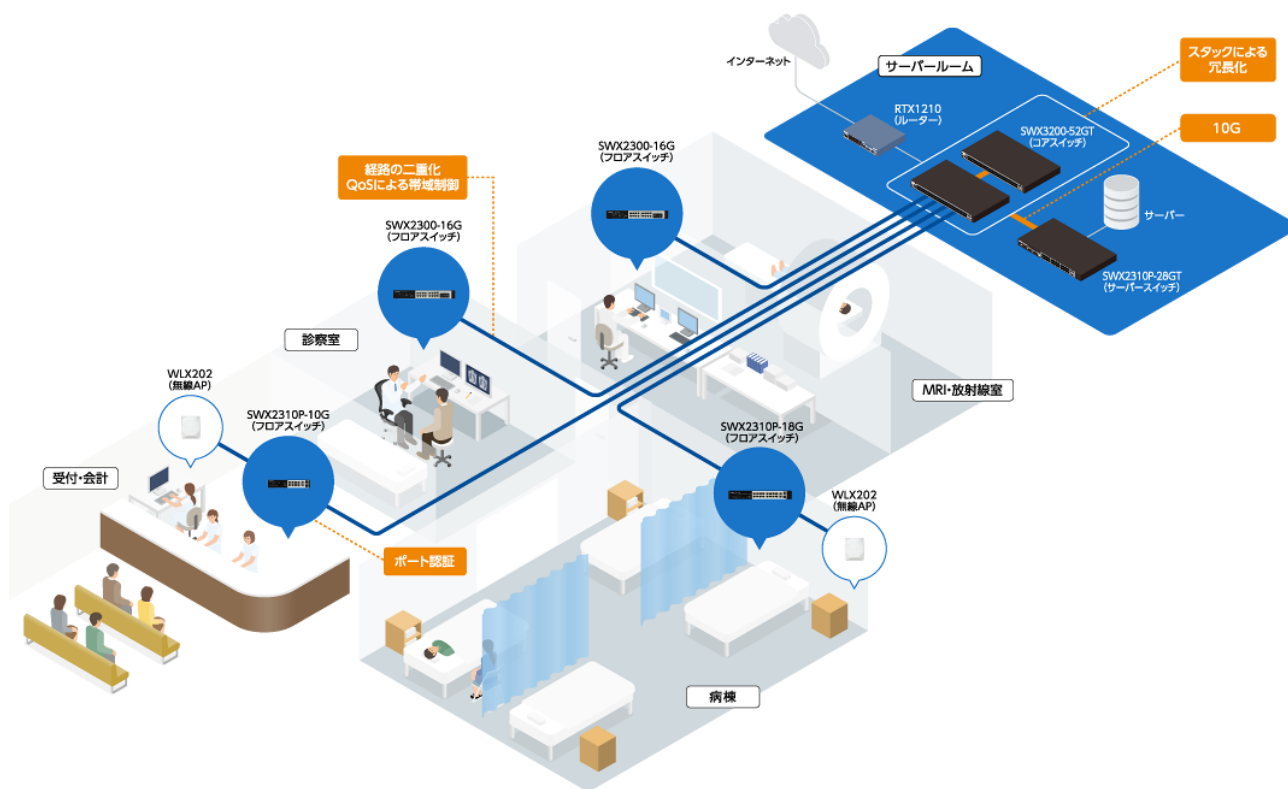 インターネット
サーバールーム
スタックによる
冗長化
RTX1210
(ルーター)
SWX3200-52GT
(コアスイッチ)
10G
SWX2300-16G
(フロアスイッチ)
経路の二重化
QoSによる帯域制御
サーバー
SWX2300-16G
(フロアスイッチ)
SWX2310P-28GT
(サーバースイッチ)
診察室
WLX202
(無線AP)
MRI・放射線室
SWX2310P-10G
(フロアスイッチ)
SWX2310P-18G
(フロアスイッチ)
受付・会計
WLX202
(無線AP)
ポート認証
病棟